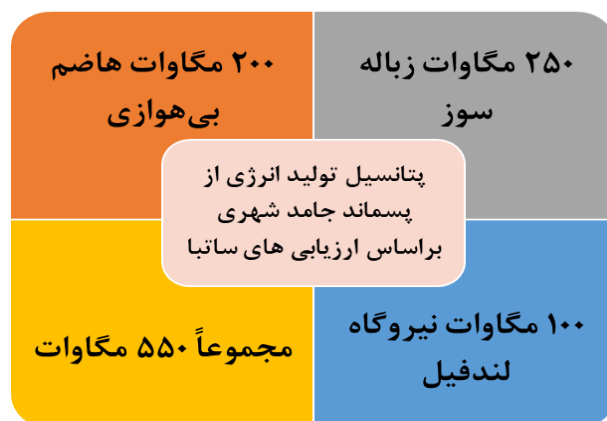 ۲۵۰ مگاوات زباله
سوز
۲۰۰ مگاوات هاضم
بی‌هوازی
پتانسیل تولید انرژی از
پسماند جامد شهری
براساس ارزیابی های ساتبا
۱۰۰ مگاوات نیروگاه
لندفیل
مجموعاً ۵۵۰ مگاوات